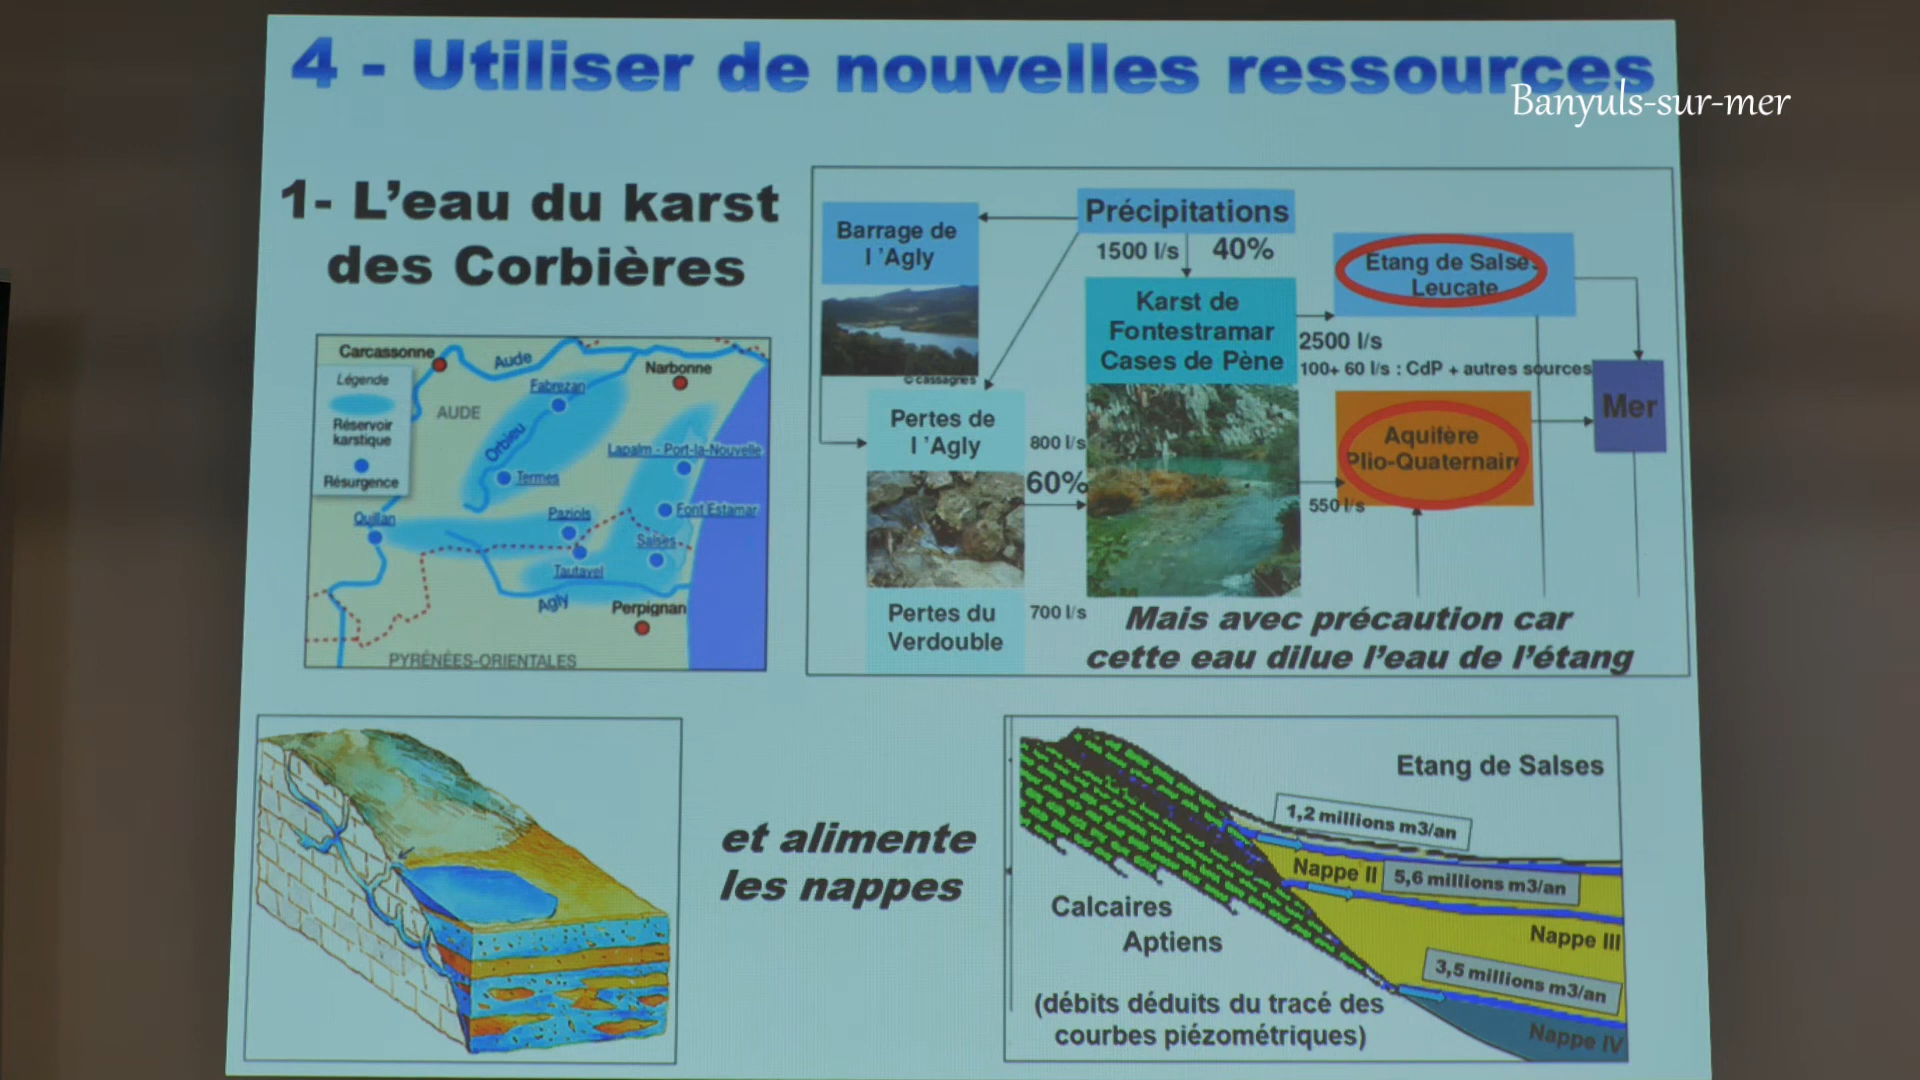 4 - Utiliser de nouvelles ressources
Banyuls-sur-mer
1- L’eau du karst
des Corbières
Carcassonne
Aude
Narbonne
Légende
Réservoir
karstique
Résurgence
AUDE
Fabrezan
Orbieu
Termes
Lapalm - Port-la-Nouvelle
Quillan
Paziols
Font Estamar
Salses
Tautavel
Agly
Perpignan
PYRÉNÉES-ORIENTALES
Précipitations
Barrage de
l ’Agly
1500 l/s
40%
Etang de Salses
Leucate
Karst de
Fontestramar
Cases de Pène
2500 l/s
100+ 60 l/s : CdP + autres sources
© cassagnes
Mer
Pertes de
l ’Agly
800 l/s
60%
Aquifère
Plio-Quaternaire
550 l/s
Pertes du
Verdouble
700 l/s
Mais avec précaution car
cette eau dilue l’eau de l’étang
et alimente
les nappes
Etang de Salses
1,2 millions m3/an
Nappe II
5,6 millions m3/an
Nappe III
3,5 millions m3/an
Nappe IV
Calcaires
Aptiens
(débits déduits du tracé des
courbes piézométriques)